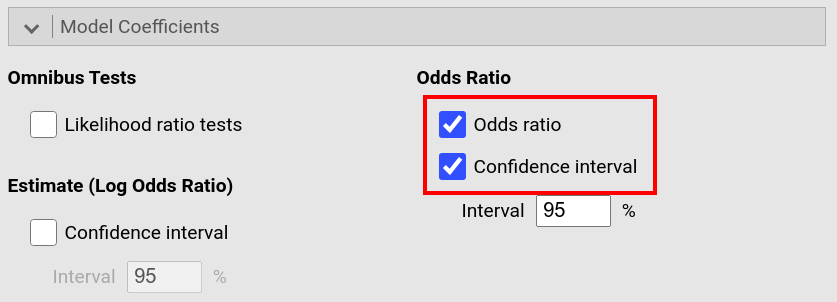 Model Coefficients
Omnibus Tests
Likelihood ratio tests
Estimate (Log Odds Ratio)
Confidence interval
Interval 95 %
Odds Ratio
Odds ratio
Confidence interval
Interval 95 %